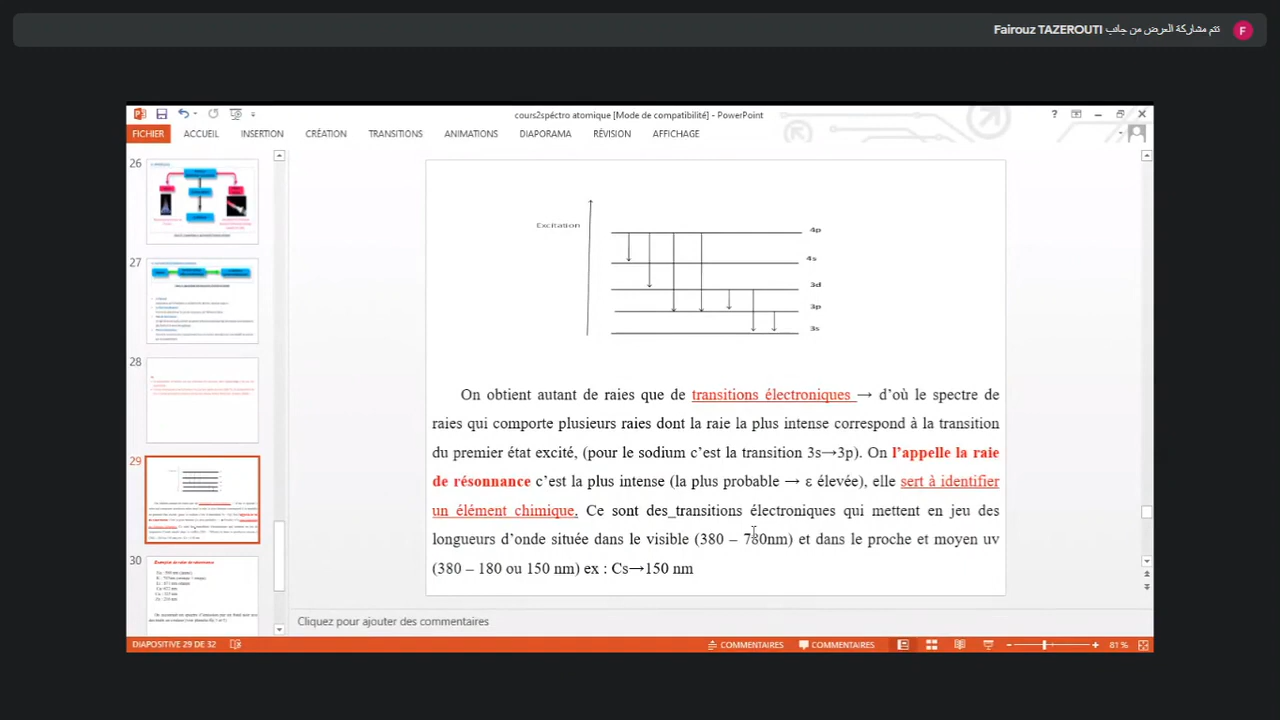 تتم مشاركة العرض من جانب Fairouz TAZEROUTI
F
cours2spéctro atomique [Mode de compatibilité] - PowerPoint
FICHIER ACCUEIL INSERTION CRÉATION TRANSITIONS ANIMATIONS DIAPORAMA RÉVISION AFFICHAGE
26
27
28
29
30
Excitation
4p
4s
3d
3p
3s
On obtient autant de raies que de transitions électroniques → d’où le spectre de
raies qui comporte plusieurs raies dont la raie la plus intense correspond à la transition
du premier état excité, (pour le sodium c’est la transition 3s→3p). On l’appelle la raie
de résonnance c’est la plus intense (la plus probable → ε élevée), elle sert à identifier
un élément chimique. Ce sont des transitions électroniques qui mettent en jeu des
longueurs d’onde située dans le visible (380 – 780nm) et dans le proche et moyen uv
(380 – 180 ou 150 nm) ex : Cs→150 nm
Cliquez pour ajouter des commentaires
DIAPOSITIVE 29 DE 32 COMMENTAIRES COMMENTAIRES 81 %